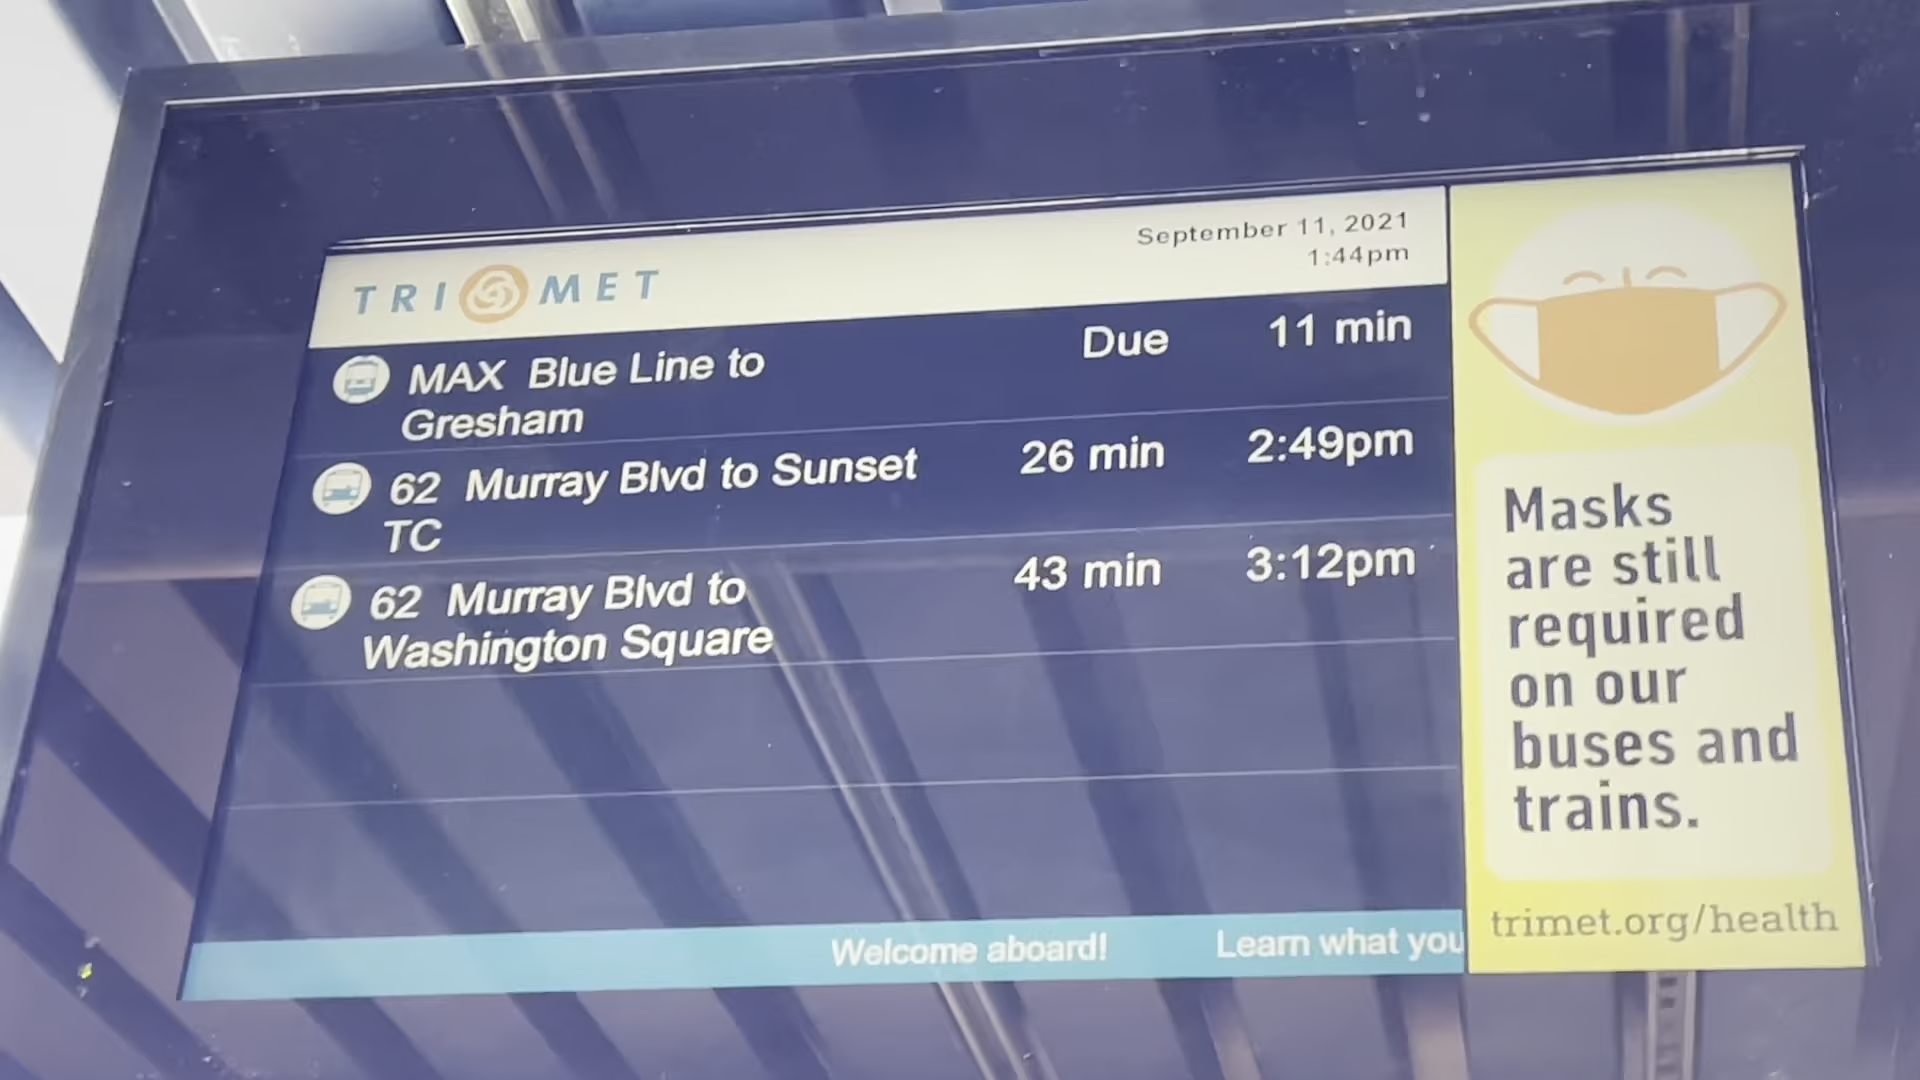 September 11, 2021
1:44pm
TRI MET
MAX Blue Line to Due 11 min
Gresham
62 Murray Blvd to Sunset 26 min 2:49pm
TC
62 Murray Blvd to 43 min 3:12pm
Washington Square
Welcome aboard! Learn what you
Masks
are still
required
on our
buses and
trains.
trimet.org/health